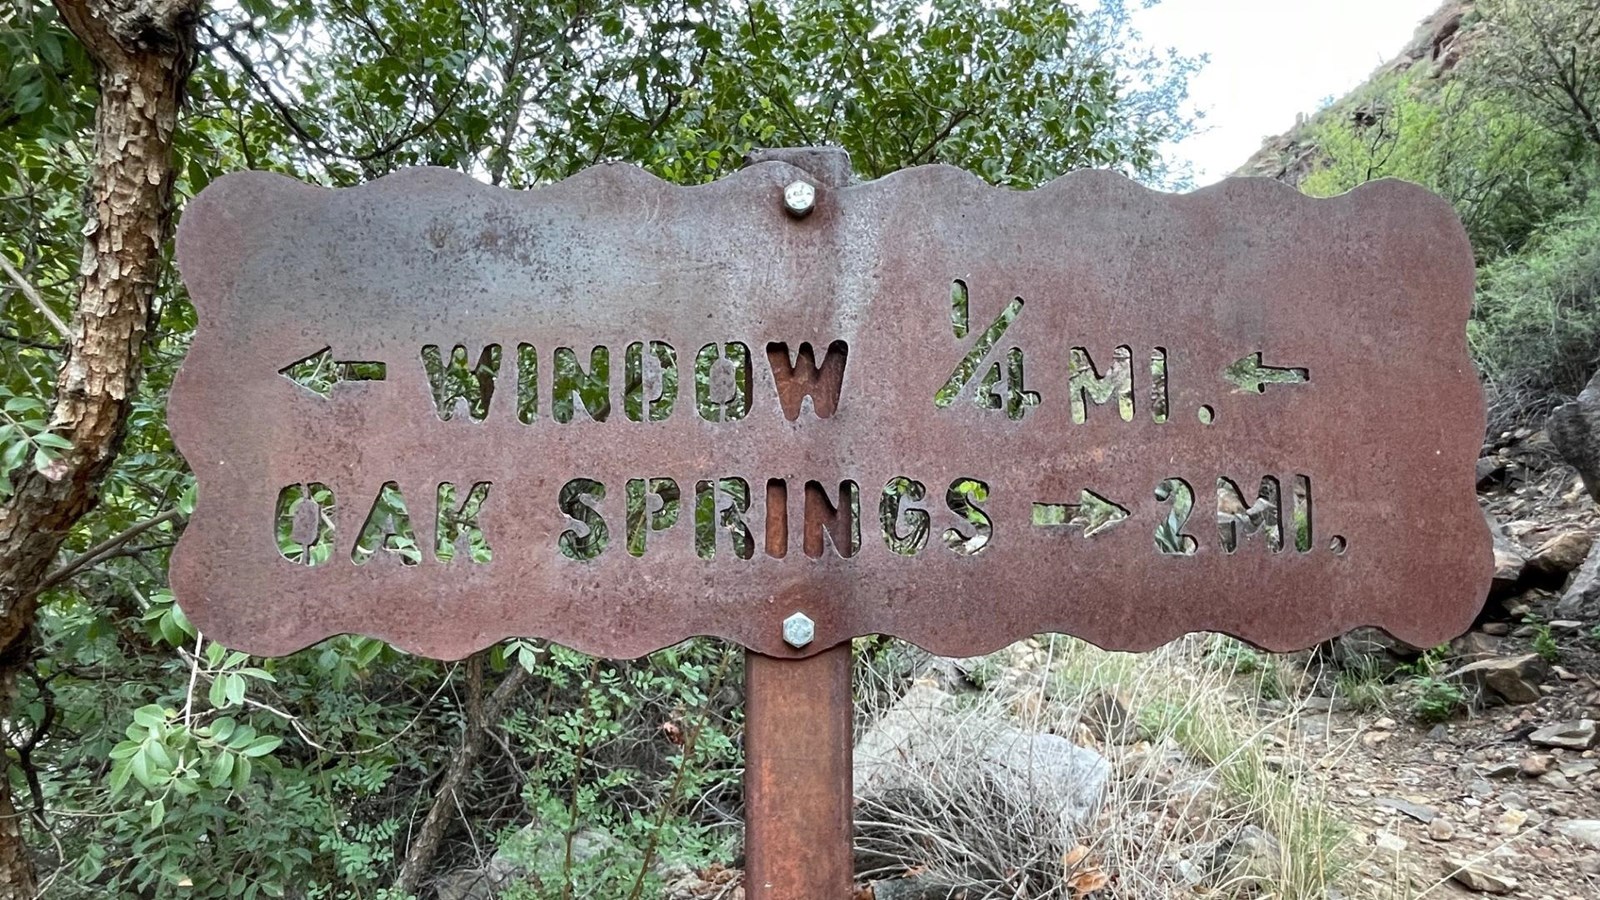 ← WINDOW 1/4 MI. ←
OAK SPRINGS → 2 MI.